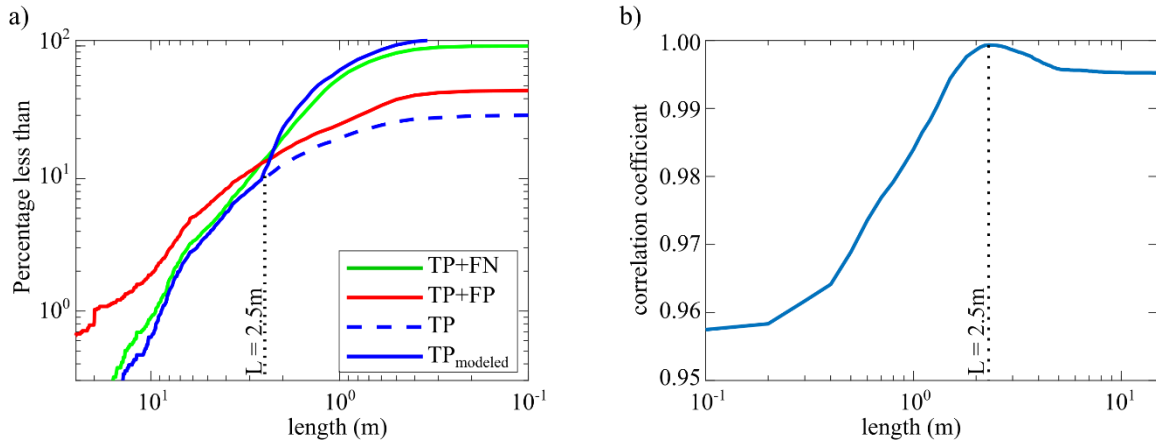 a)
Percentage less than
10²
10¹
10⁰
10¹
10⁰
10⁻¹
length (m)
L = 2.5m
TP+FN
TP+FP
TP
TPmodeled
b)
correlation coefficient
1.00
0.99
0.98
0.97
0.96
0.95
10⁻¹
10⁰
10¹
length (m)
L = 2.5m